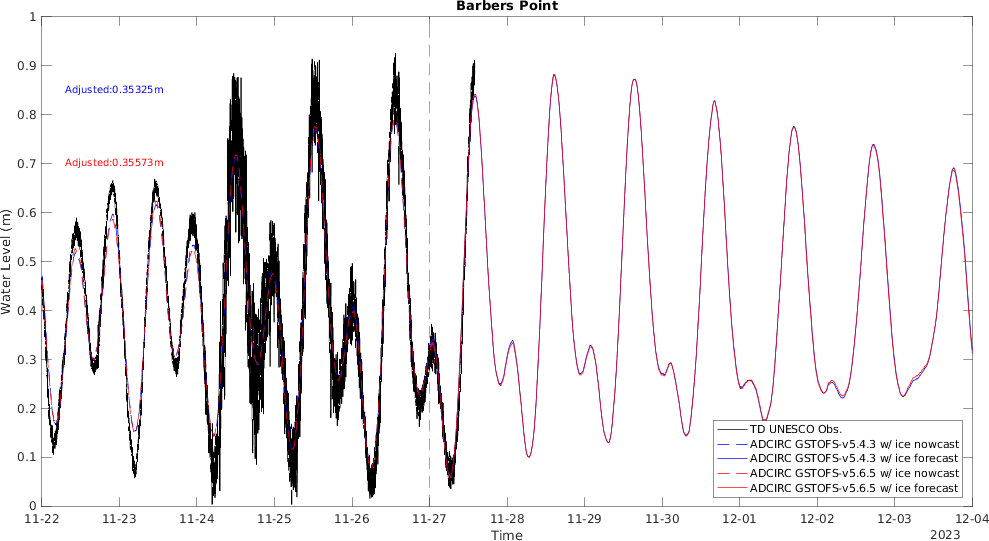 Barbers Point
1
0.9
0.8
0.7
0.6
0.5
0.4
0.3
0.2
0.1
0
Water Level (m)
Adjusted:0.35325m
Adjusted:0.35573m
TD UNESCO Obs.
ADCIRC GSTOFS-v5.4.3 w/ ice nowcast
ADCIRC GSTOFS-v5.4.3 w/ ice forecast
ADCIRC GSTOFS-v5.6.5 w/ ice nowcast
ADCIRC GSTOFS-v5.6.5 w/ ice forecast
11-22 11-23 11-24 11-25 11-26 11-27 11-28 11-29 11-30 12-01 12-02 12-03 12-04
Time
2023